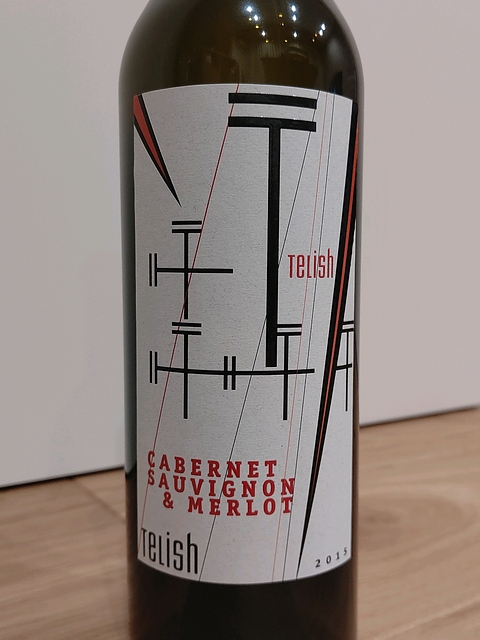 Telish
CABERNET
SAUVIGNON
& MERLOT
Telish
2015